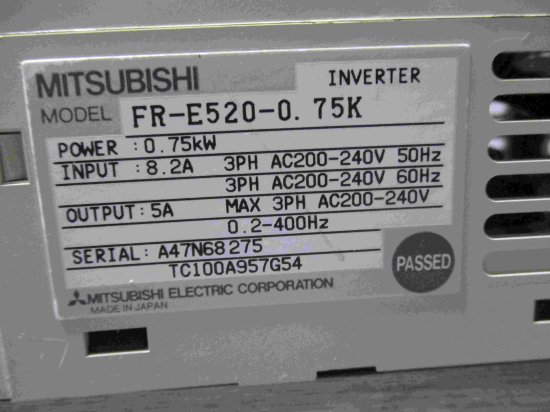 MITSUBISHI
INVERTER
MODEL FR-E520-0.75K
POWER : 0.75kW
INPUT : 8.2A 3PH AC200-240V 50Hz
3PH AC200-240V 60Hz
OUTPUT : 5A MAX 3PH AC200-240V
0.2-400Hz
SERIAL : A47N68275
TC100A957G54
PASSED
MITSUBISHI ELECTRIC CORPORATION
MADE IN JAPAN